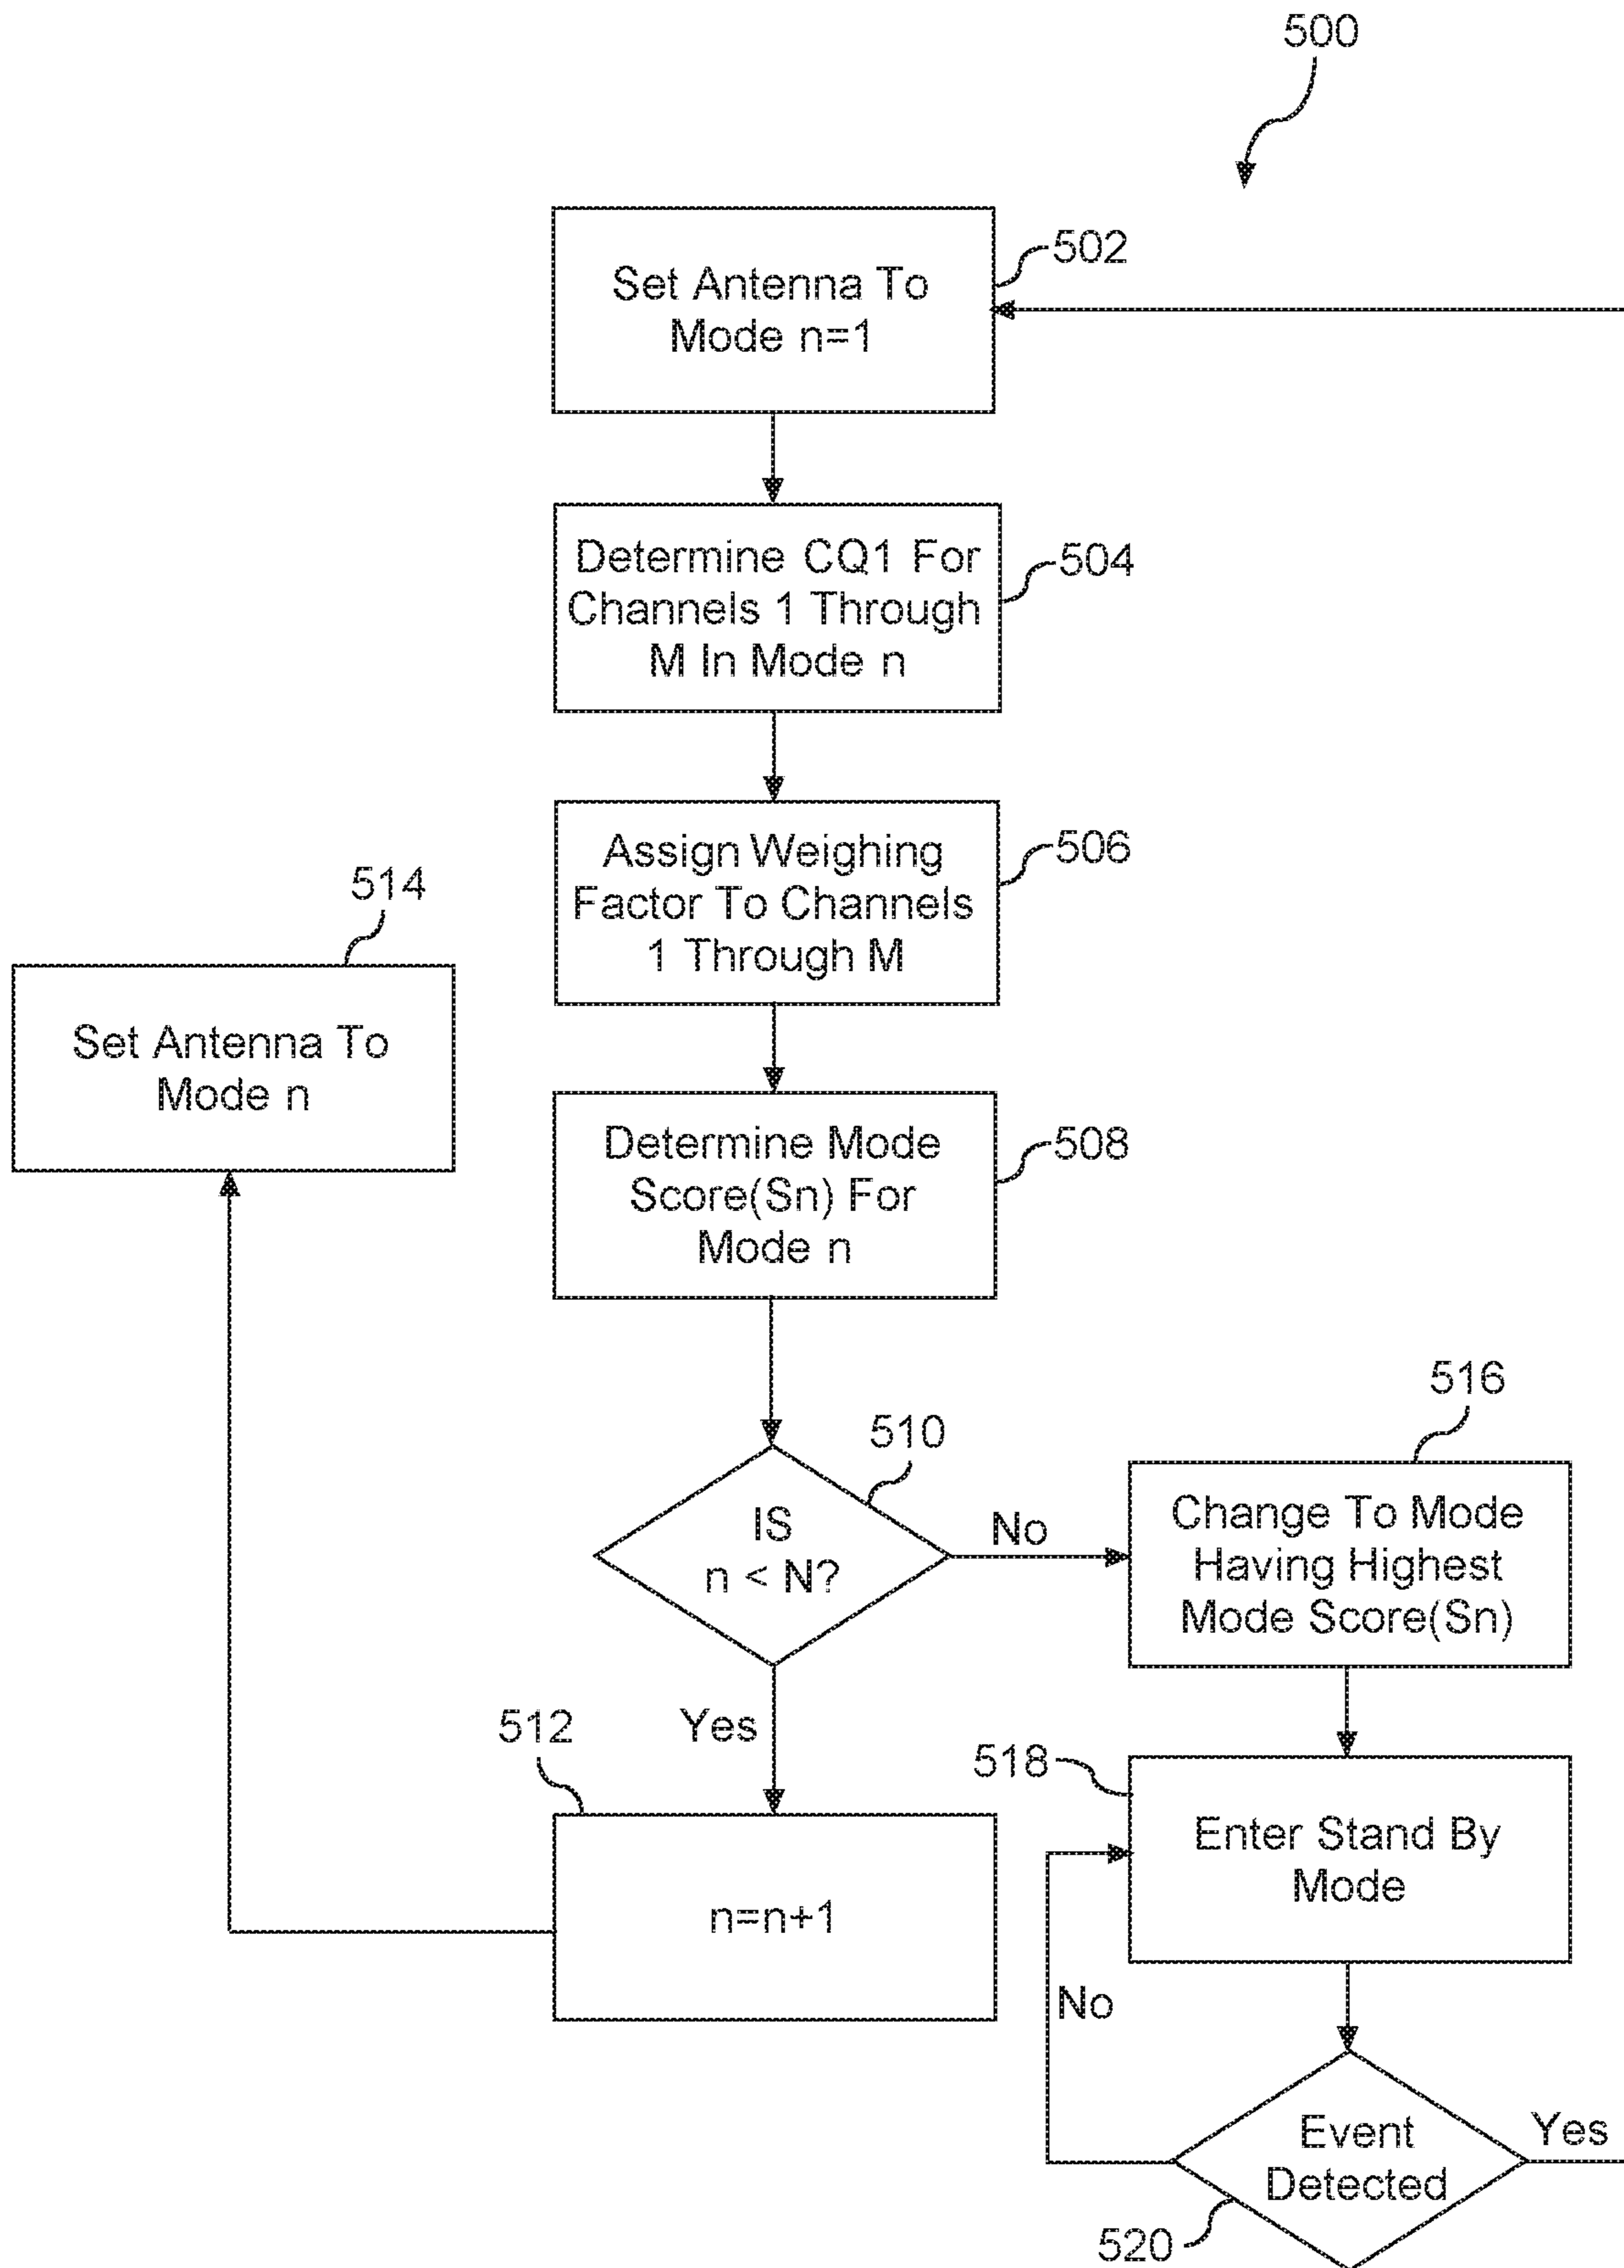 500
502
Set Antenna To
Mode n=1
504
Determine CQ1 For
Channels 1 Through
M In Mode n
506
Assign Weighing
Factor To Channels
1 Through M
514
Set Antenna To
Mode n
508
Determine Mode
Score(Sn) For
Mode n
510
IS
n < N?
No
516
Change To Mode
Having Highest
Mode Score(Sn)
Yes
512
n=n+1
518
Enter Stand By
Mode
No
Event
Detected
Yes
520